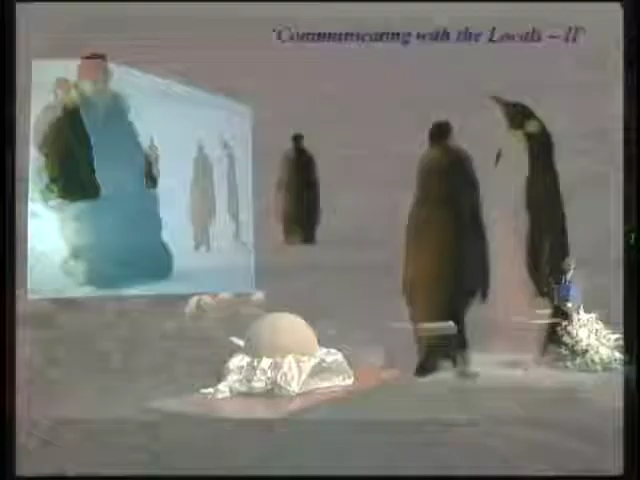 'Communicating with the Locals – II'